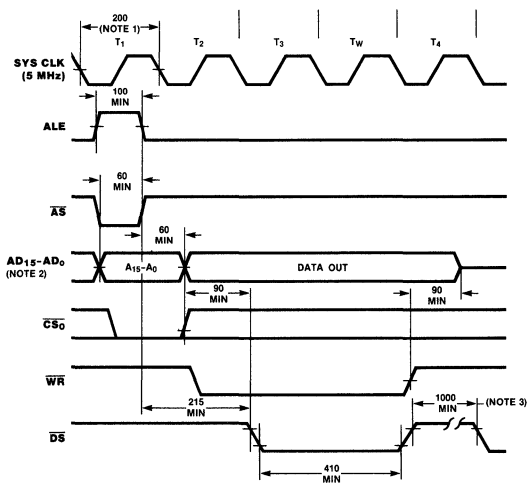 200
(NOTE 1)
T1 T2 T3 TW T4
SYS CLK
(5 MHz)
100
MIN
ALE
60
MIN
AS
60
MIN
AD15-AD0
(NOTE 2)
A15-A0
DATA OUT
90
MIN
90
MIN
CS0
WR
215
MIN
1000
MIN
(NOTE 3)
DS
410
MIN